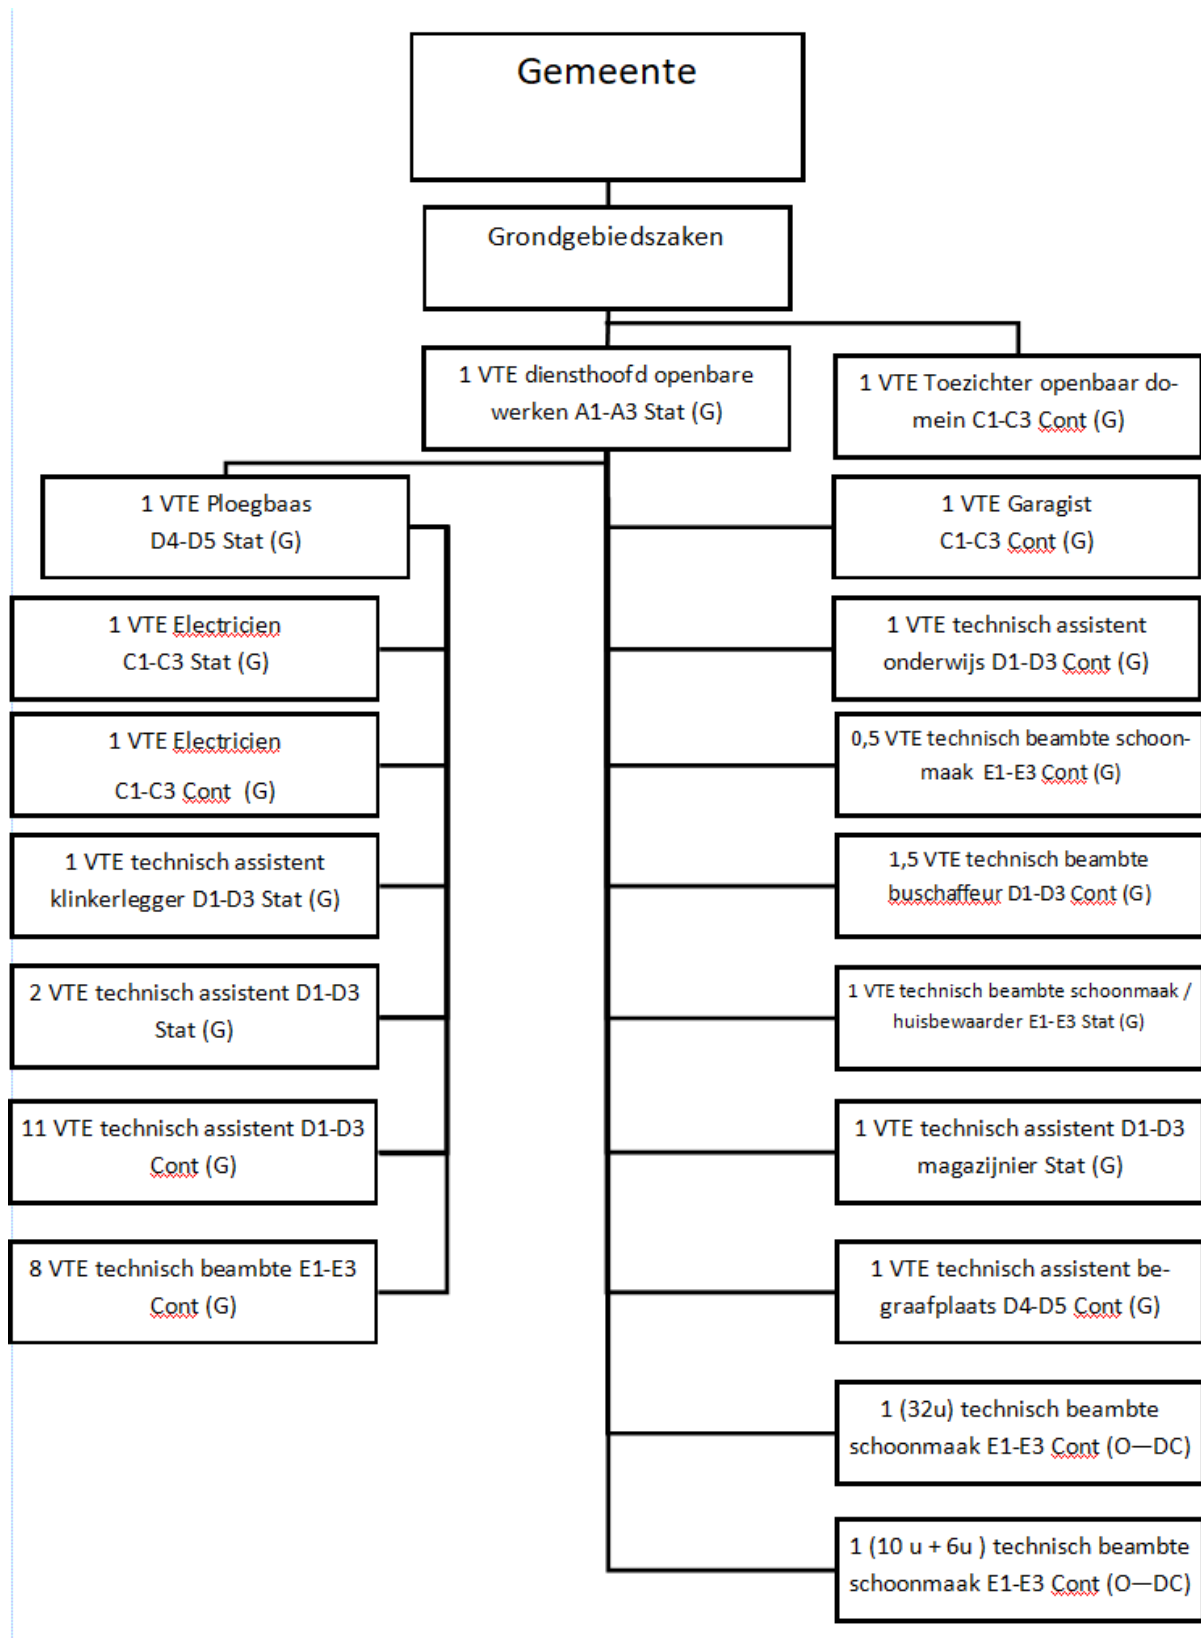 Gemeente
Grondgebiedszaken
1 VTE diensthoofd openbare
werken A1-A3 Stat (G)
1 VTE Toezichter openbaar do-
mein C1-C3 Cont (G)
1 VTE Ploegbaas
D4-D5 Stat (G)
1 VTE Electricien
C1-C3 Stat (G)
1 VTE Electricien
C1-C3 Cont (G)
1 VTE technisch assistent
klinkerlegger D1-D3 Stat (G)
2 VTE technisch assistent D1-D3
Stat (G)
11 VTE technisch assistent D1-D3
Cont (G)
8 VTE technisch beambte E1-E3
Cont (G)
1 VTE Garagist
C1-C3 Cont (G)
1 VTE technisch assistent
onderwijs D1-D3 Cont (G)
0,5 VTE technisch beambte schoon-
maak E1-E3 Cont (G)
1,5 VTE technisch beambte
buschaffeur D1-D3 Cont (G)
1 VTE technisch beambte schoonmaak /
huisbewaarder E1-E3 Stat (G)
1 VTE technisch assistent D1-D3
magazijnier Stat (G)
1 VTE technisch assistent be-
graafplaats D4-D5 Cont (G)
1 (32u) technisch beambte
schoonmaak E1-E3 Cont (O—DC)
1 (10 u + 6u ) technisch beambte
schoonmaak E1-E3 Cont (O—DC)